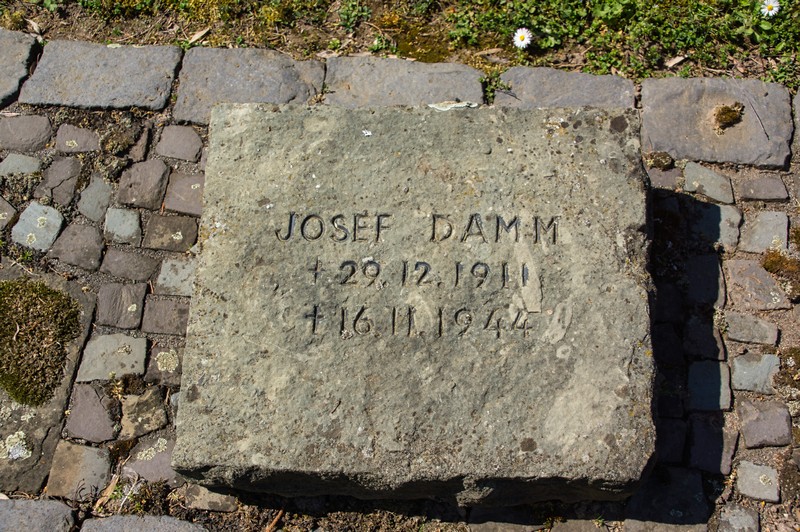 JOSEF DAMM
+ 29.12.1911
+ 16.11.1944